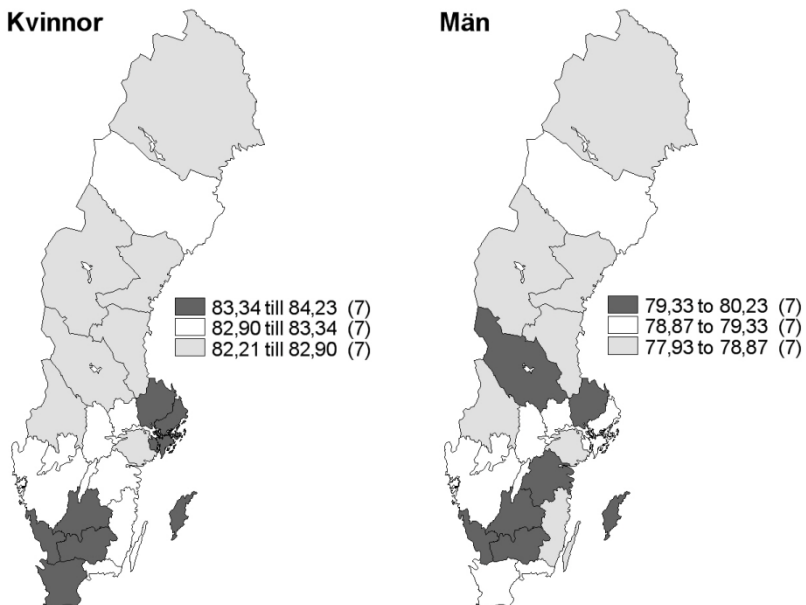 Kvinnor
83,34 till 84,23 (7)
82,90 till 83,34 (7)
82,21 till 82,90 (7)
Män
79,33 to 80,23 (7)
78,87 to 79,33 (7)
77,93 to 78,87 (7)